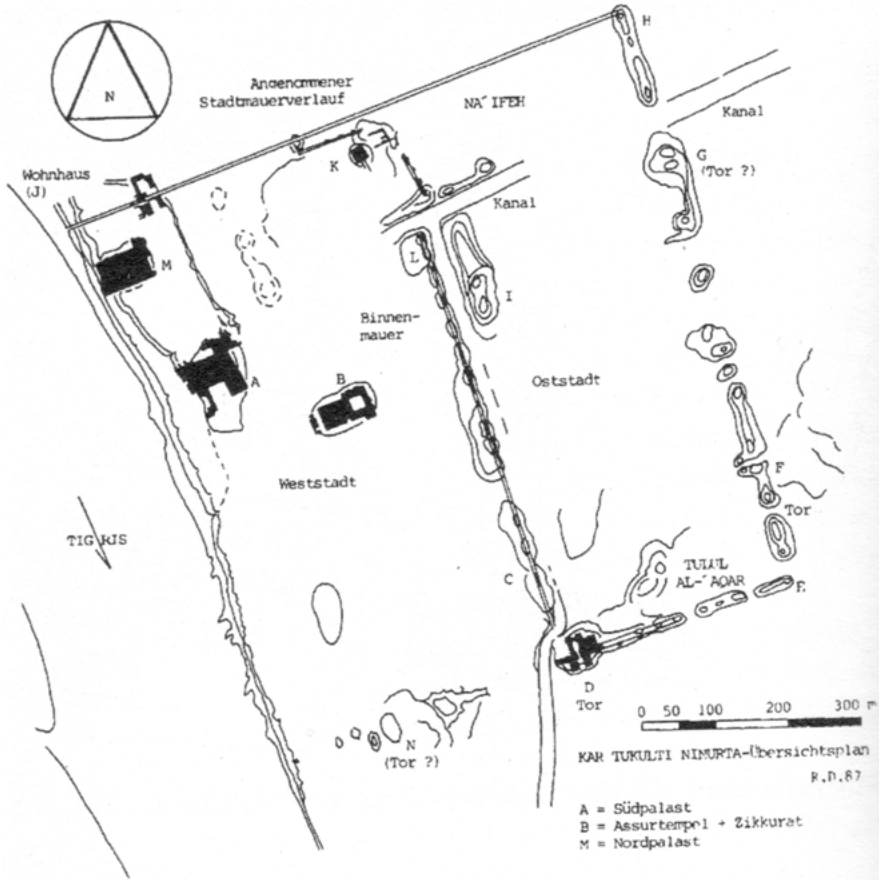 H
N
Angenommener
Stadtmauerverlauf
NA'IFEH
Kanal
Wohnhaus
(J)
K
G
(Tor ?)
Kanal
M
L
I
Binnen-
mauer
A
B
Oststadt
Weststadt
F
Tor
TIGRIS
TULUL
AL-'AQAR
C
E
D
Tor
N
(Tor ?)
0 50 100 200 300 m
KAR TUKULTI NINURTA-Übersichtsplan
R.D.87
A = Südpalast
B = Assurtempel + Zikkurat
M = Nordpalast